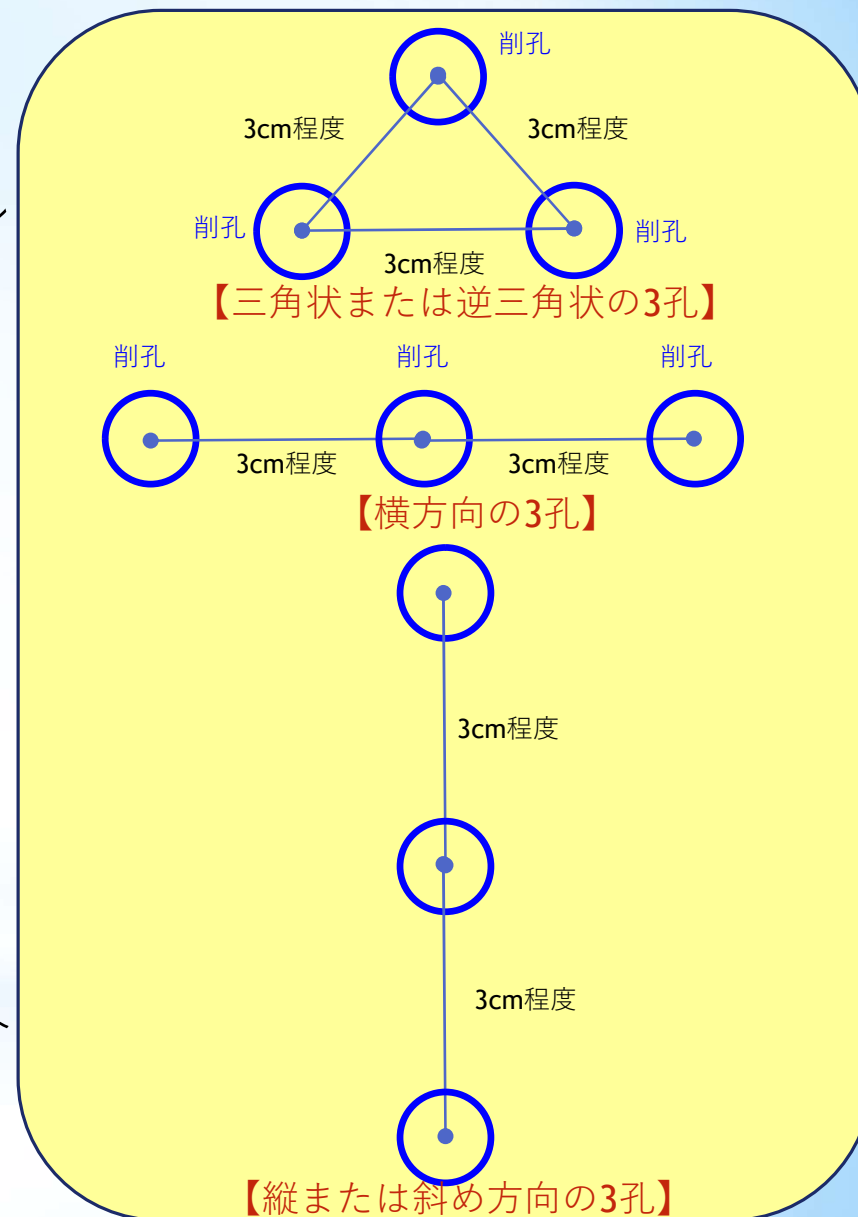 削孔
3cm程度 3cm程度
削孔 削孔
3cm程度
【三角状または逆三角状の3孔】
削孔 削孔 削孔
3cm程度 3cm程度
【横方向の3孔】
3cm程度
3cm程度
【縦または斜め方向の3孔】